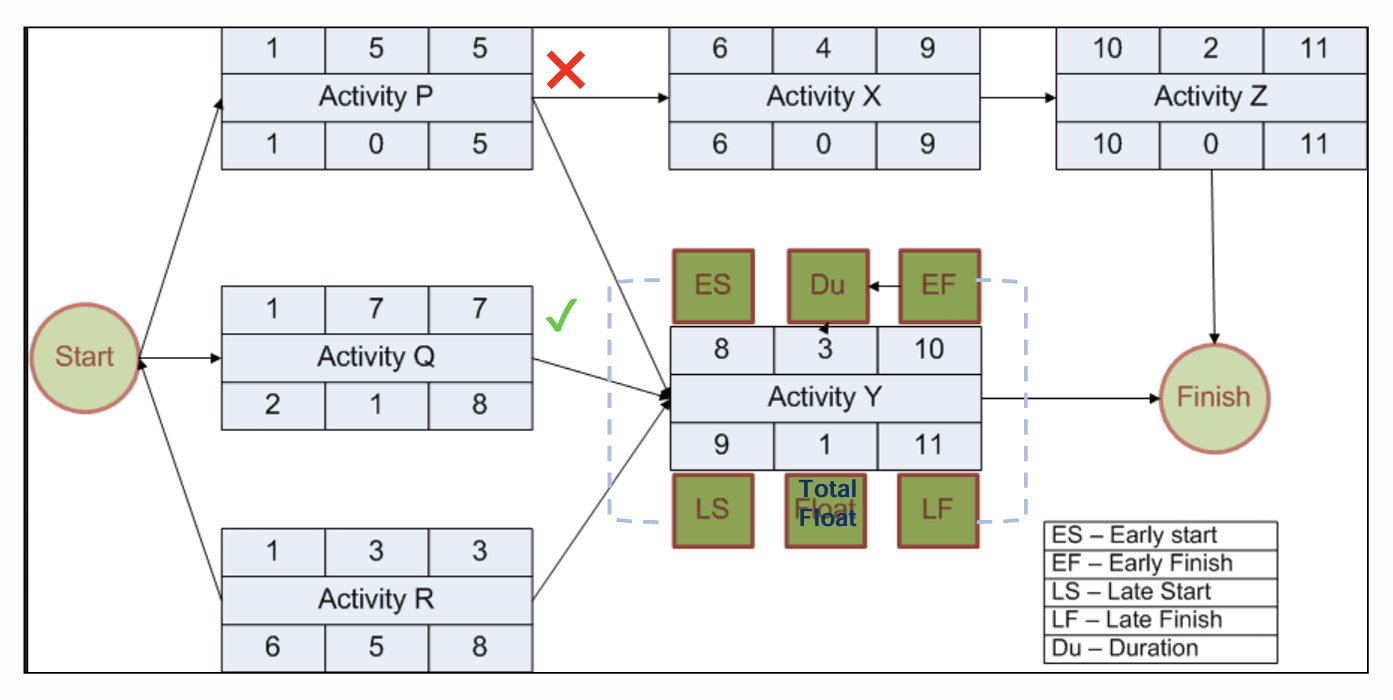 1 5 5
Activity P
1 0 5
6 4 9
Activity X
6 0 9
10 2 11
Activity Z
10 0 11
Start
1 7 7
Activity Q
2 1 8
ES Du EF
8 3 10
Activity Y
9 1 11
LS Float LF
Total
Float
Finish
1 3 3
Activity R
6 5 8
ES – Early start
EF – Early Finish
LS – Late Start
LF – Late Finish
Du – Duration